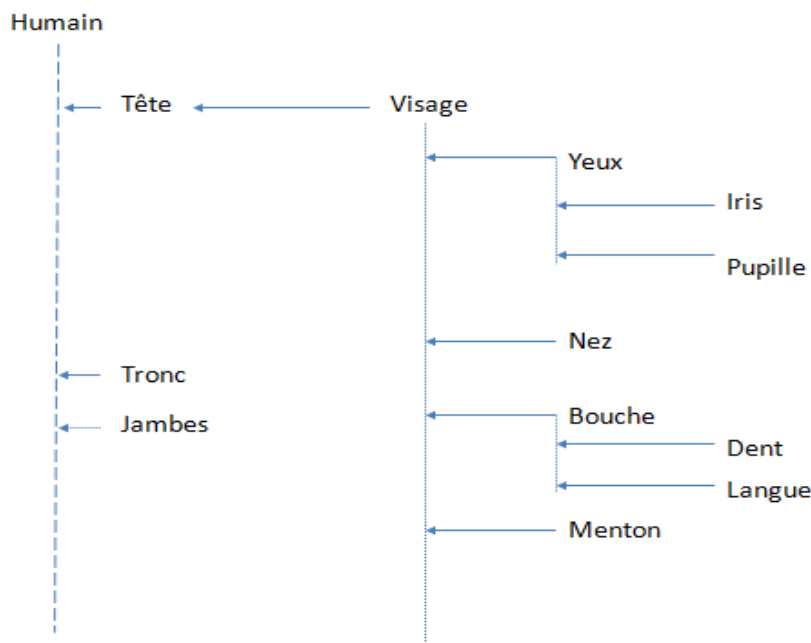 Humain
Tête
Visage
Yeux
Iris
Pupille
Nez
Tronc
Bouche
Jambes
Dent
Langue
Menton